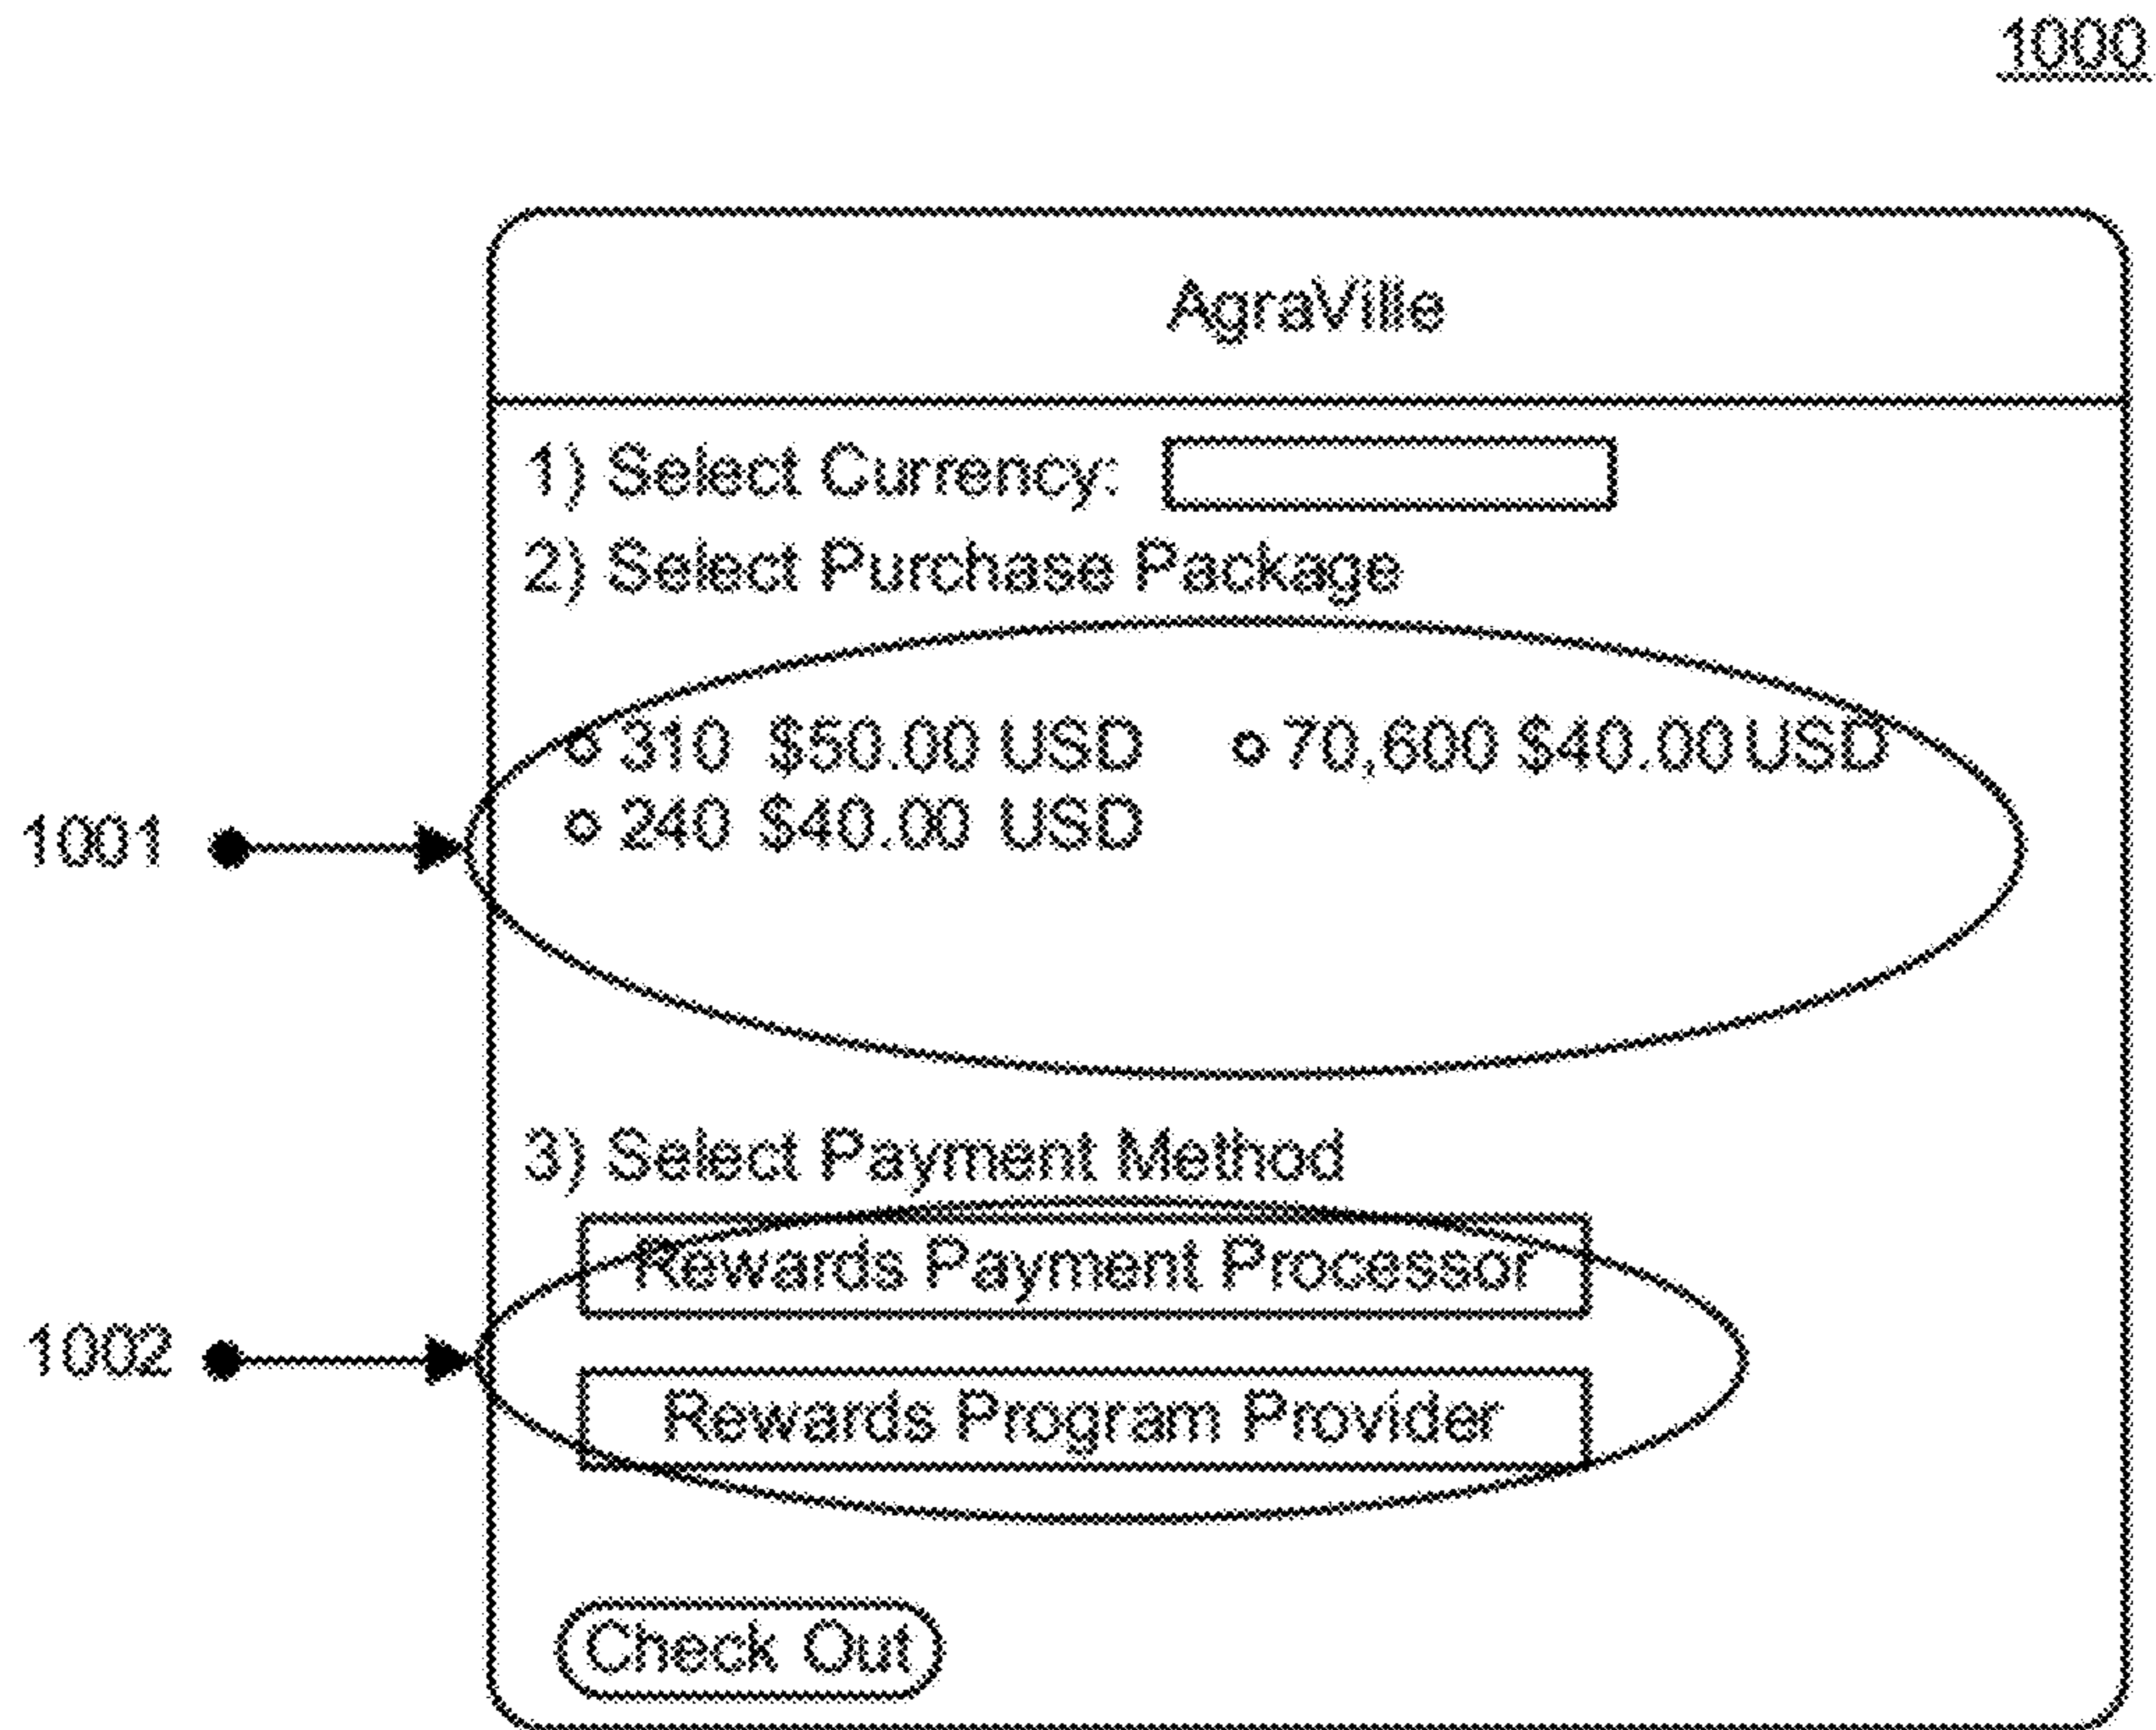 1000
AgraVille
1) Select Currency:
2) Select Purchase Package
310 $50.00 USD 70,600 $40.00 USD
240 $40.00 USD
1001
3) Select Payment Method
Rewards Payment Processor
1002
Rewards Program Provider
Check Out